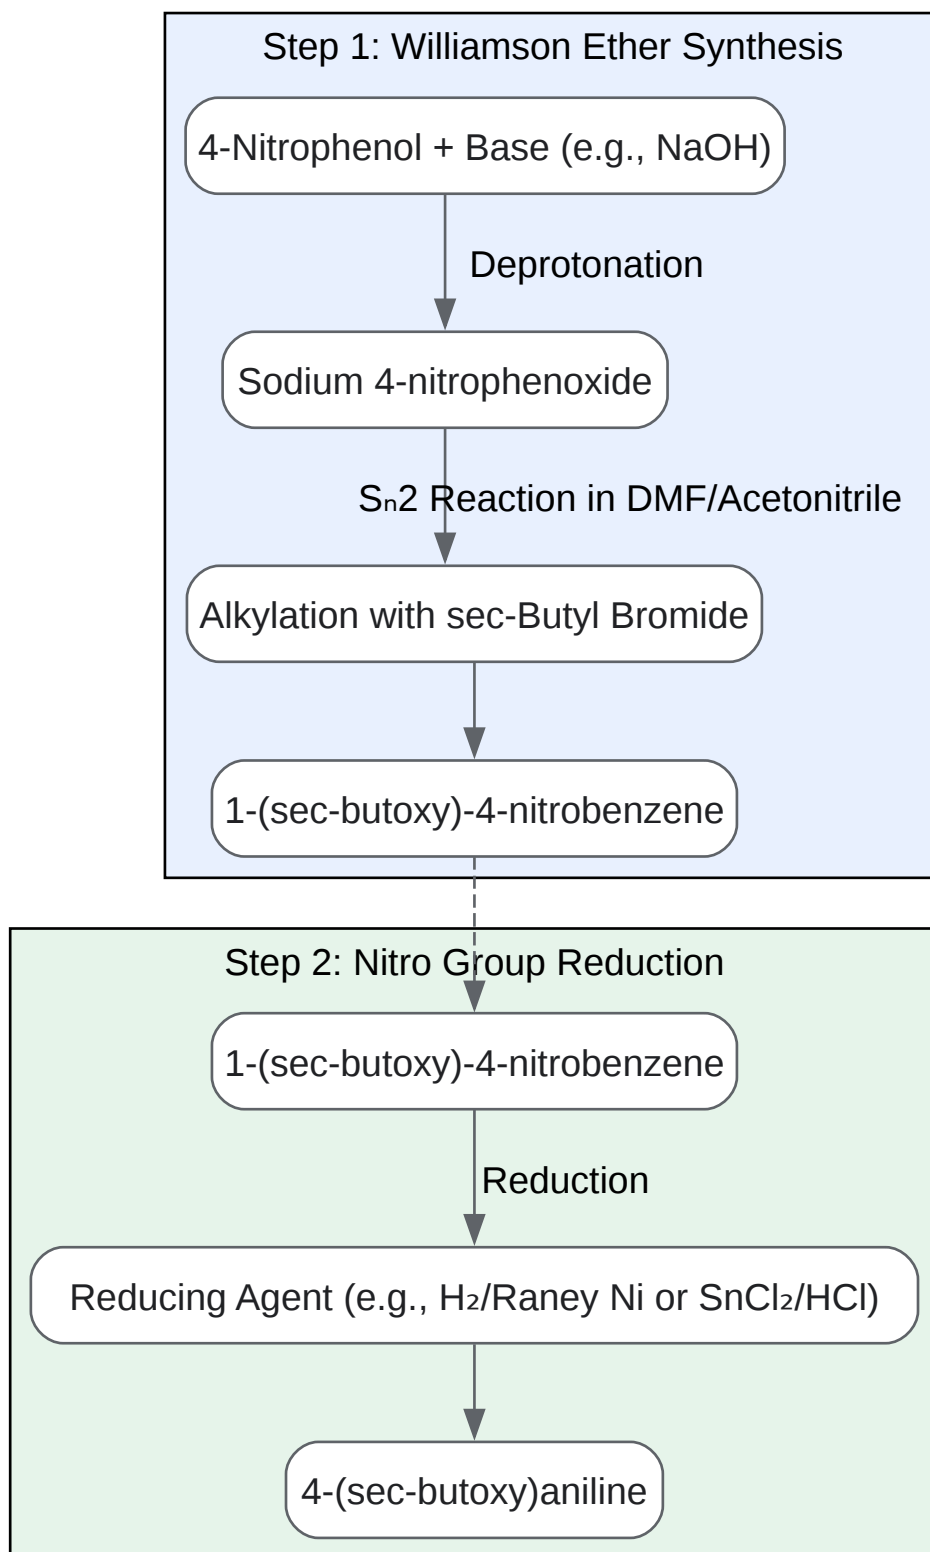 Step 1: Williamson Ether Synthesis
4-Nitrophenol + Base (e.g., NaOH)
Deprotonation
Sodium 4-nitrophenoxide
Sₙ2 Reaction in DMF/Acetonitrile
Alkylation with sec-Butyl Bromide
1-(sec-butoxy)-4-nitrobenzene
Step 2: Nitro Group Reduction
1-(sec-butoxy)-4-nitrobenzene
Reduction
Reducing Agent (e.g., H₂/Raney Ni or SnCl₂/HCl)
4-(sec-butoxy)aniline